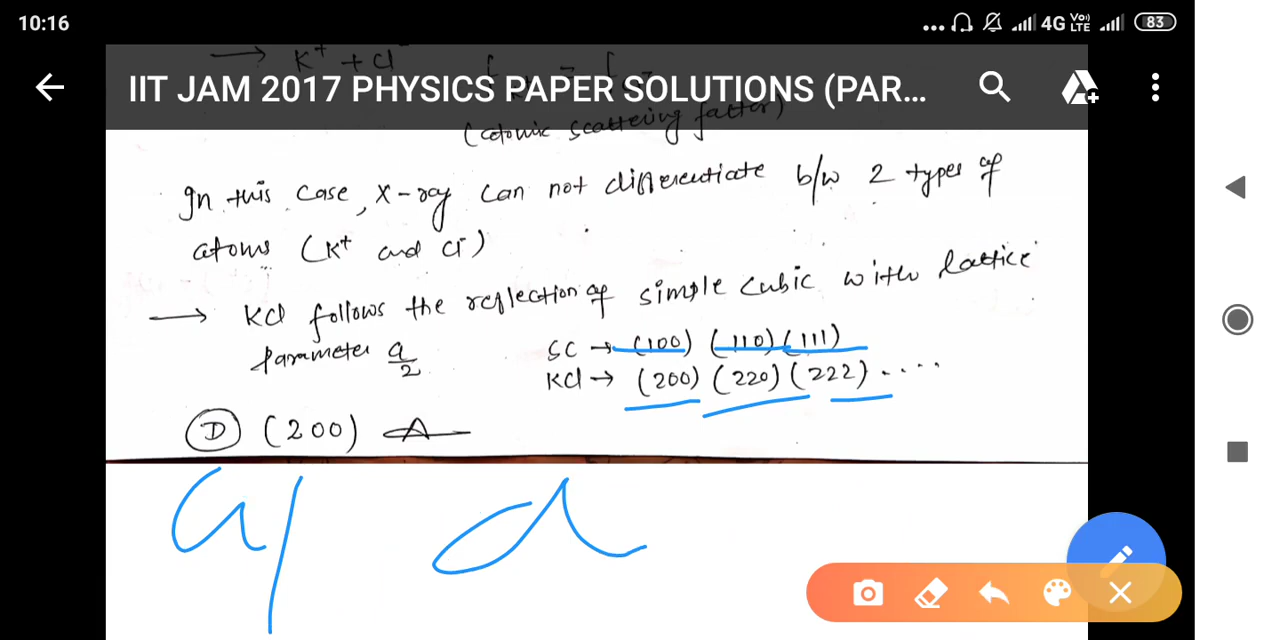 10:16
... 4G VoLTE 83
→ K+ + Cl-
IIT JAM 2017 PHYSICS PAPER SOLUTIONS (PAR...
(atomic scattering factor)
In this case, X-ray can not differentiate b/w 2 types of
atoms (K+ and Cl-)
→ KCl follows the reflection of simple cubic with lattice
parameter a/2
SC → (100) (110) (111)
KCl → (200) (220) (222) ....
D (200) A
a/ d